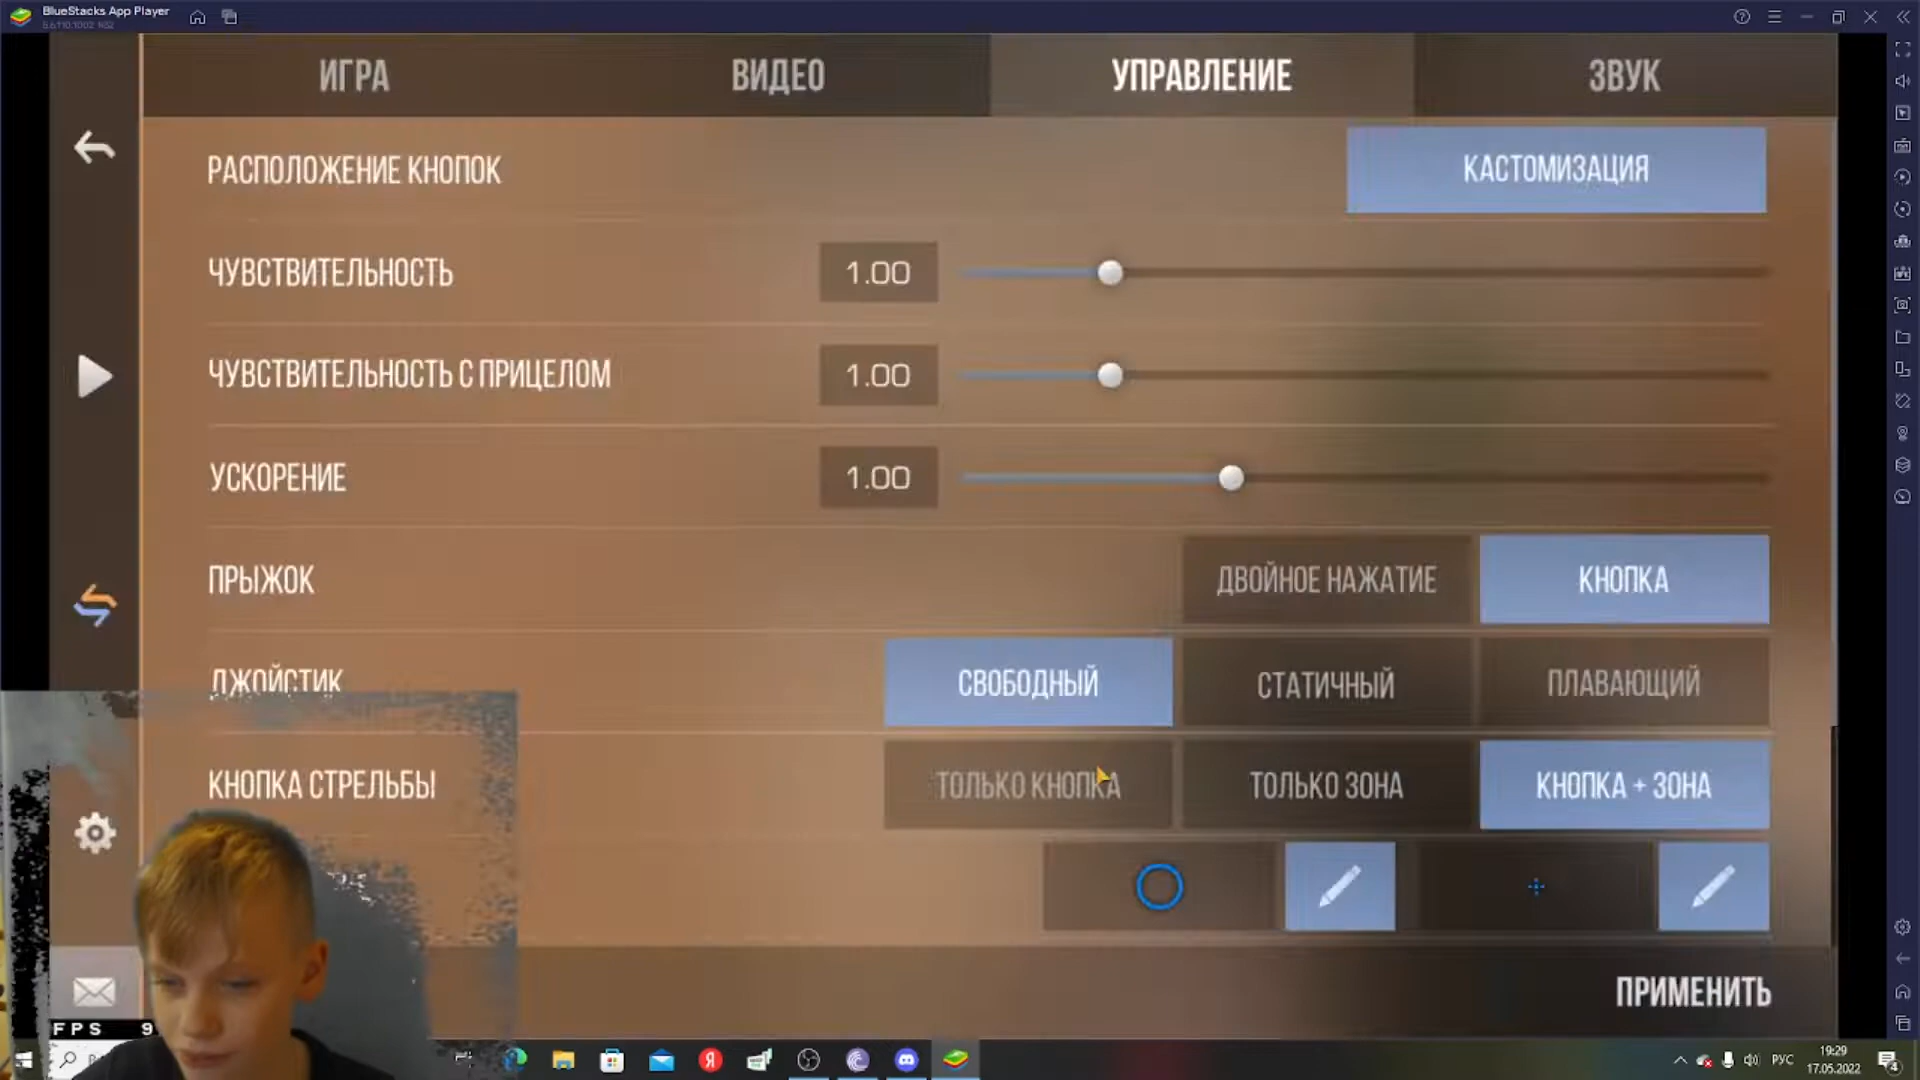 BlueStacks App Player
ИГРА
ВИДЕО
УПРАВЛЕНИЕ
ЗВУК
РАСПОЛОЖЕНИЕ КНОПОК
КАСТОМИЗАЦИЯ
ЧУВСТВИТЕЛЬНОСТЬ
1.00
ЧУВСТВИТЕЛЬНОСТЬ С ПРИЦЕЛОМ
1.00
УСКОРЕНИЕ
1.00
ПРЫЖОК
ДВОЙНОЕ НАЖАТИЕ
КНОПКА
ДЖОЙСТИК
СВОБОДНЫЙ
СТАТИЧНЫЙ
ПЛАВАЮЩИЙ
КНОПКА СТРЕЛЬБЫ
ТОЛЬКО КНОПКА
ТОЛЬКО ЗОНА
КНОПКА + ЗОНА
ПРИМЕНИТЬ
FPS 9
РУС
19:29
17.05.2022